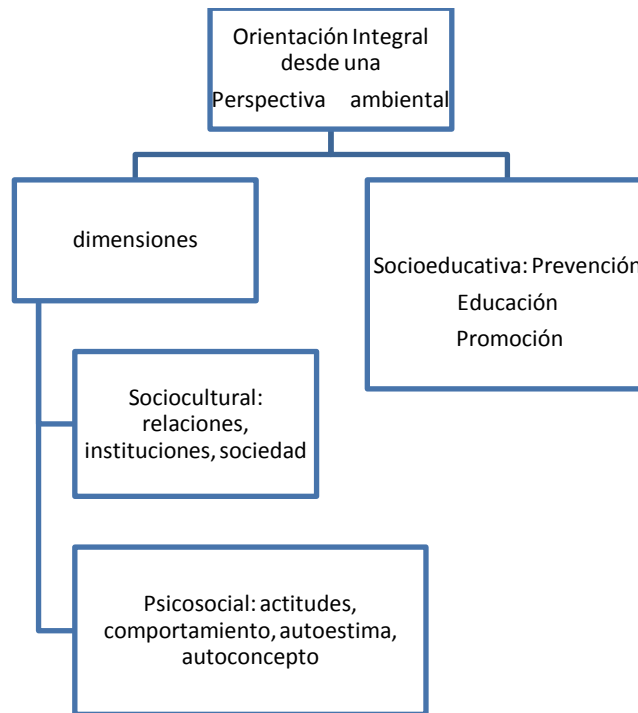 Orientación Integral
desde una
Perspectiva ambiental
dimensiones
Socioeducativa: Prevención
Educación
Promoción
Sociocultural:
relaciones,
instituciones, sociedad
Psicosocial: actitudes,
comportamiento, autoestima,
autoconcepto